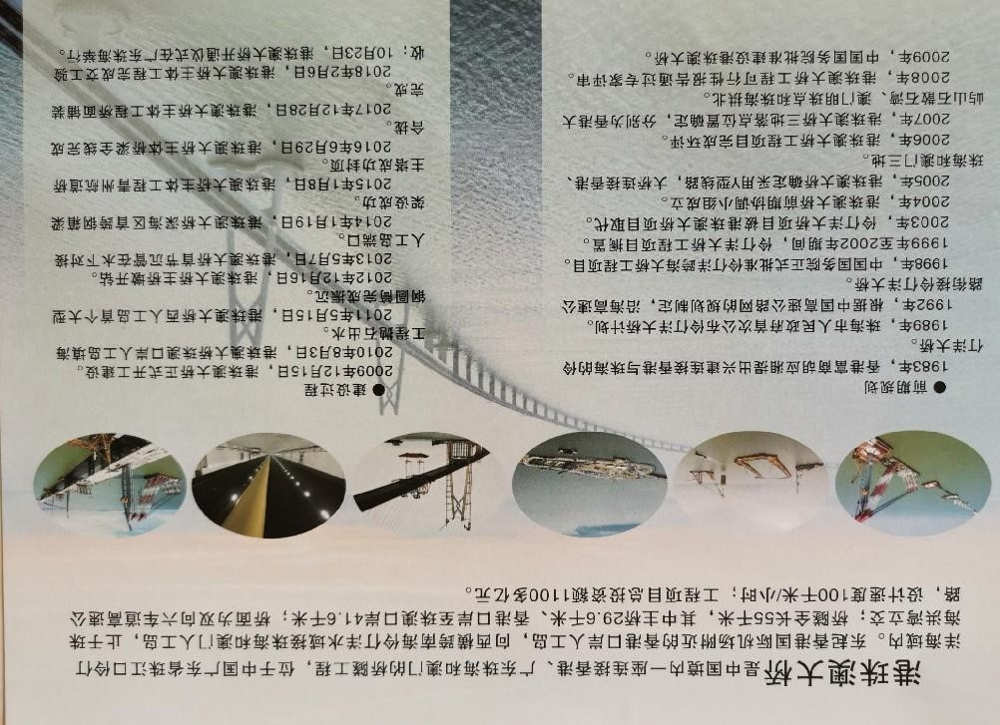 港珠澳大桥是中国境内一座连接香港、广东珠海和澳门的桥隧工程，位于中国广东省珠江口伶仃
洋海域内。东起香港国际机场附近的香港口岸人工岛，向西横跨南海伶仃洋水域接珠海和澳门人工岛，止于珠
海洪湾立交；桥隧全长55千米，其中主桥29.6千米、香港口岸至珠澳口岸41.6千米；桥面为双向六车道高速公
路，设计速度100千米/小时；工程项目总投资额1100多亿元。
● 前期规划
1983年，香港富商胡应湘提出兴建连接香港与珠海的伶
仃洋大桥。
1989年，珠海市人民政府首次公布伶仃洋大桥计划。
1992年，根据中国高速公路网的规划制定，沿海高速公
路衔接伶仃洋大桥。
1998年，中国国务院正式批准伶仃洋跨海大桥工程项目。
1999年至2002年期间，伶仃洋大桥工程项目搁置。
2003年，伶仃洋大桥项目被港珠澳大桥项目取代。
2004年，港珠澳大桥前期协调小组成立。
2005年，港珠澳大桥确定采用Y型线路，大桥连接香港、
珠海和澳门三地。
2006年，港珠澳大桥工程项目完成环评。
2007年，港珠澳大桥三地落点位置确定，分别为香港大
屿山石散石湾、澳门明珠点和珠海拱北。
2008年，港珠澳大桥工程可行性报告通过专家评审。
2009年，中国国务院批准建设港珠澳大桥。
● 建设过程
2009年12月15日，港珠澳大桥正式开工建设。
2010年8月3日，港珠澳大桥珠澳口岸人工岛填海
工程抛石出水。
2011年5月15日，港珠澳大桥西人工岛首个大型
钢圆筒完成振沉。
2012年12月16日，港珠澳大桥主桥墩开钻。
2013年5月7日，港珠澳大桥首节沉管在水下对接
人工岛端口。
2014年1月19日，港珠澳大桥深海区首跨钢箱梁
架设成功。
2015年1月8日，港珠澳大桥主体工程青州航道桥
主塔成功封顶。
2016年6月29日，港珠澳大桥主体桥梁全线完成
合拢。
2017年12月28日，港珠澳大桥主体工程桥面铺装
完成。
2018年2月6日，港珠澳大桥主体工程完成交工验
收；10月23日，港珠澳大桥开通仪式在广东珠海举行。